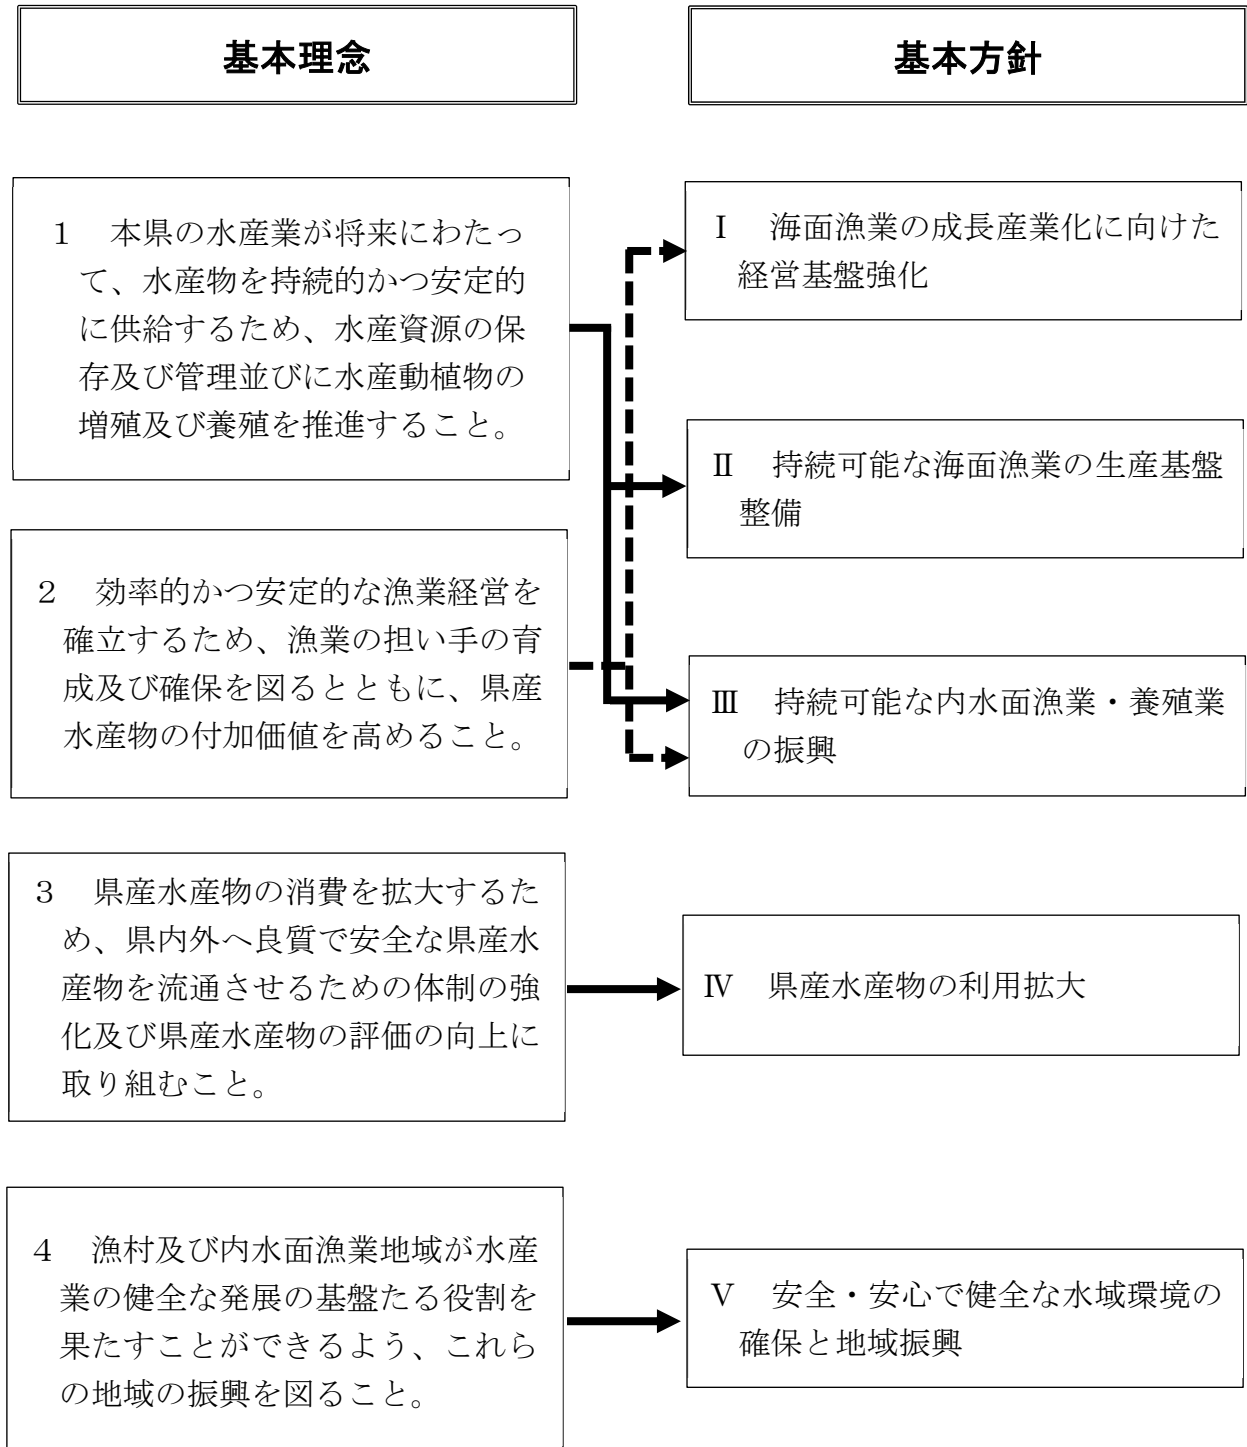 基本理念
基本方針
１　本県の水産業が将来にわたっ
て、水産物を持続的かつ安定的
に供給するため、水産資源の保
存及び管理並びに水産動植物の
増殖及び養殖を推進すること。
２　効率的かつ安定的な漁業経営を
確立するため、漁業の担い手の育
成及び確保を図るとともに、県産
水産物の付加価値を高めること。
３　県産水産物の消費を拡大するた
め、県内外へ良質で安全な県産水
産物を流通させるための体制の強
化及び県産水産物の評価の向上に
取り組むこと。
４　漁村及び内水面漁業地域が水産
業の健全な発展の基盤たる役割を
果たすことができるよう、これら
の地域の振興を図ること。
Ⅰ　海面漁業の成長産業化に向けた
経営基盤強化
Ⅱ　持続可能な海面漁業の生産基盤
整備
Ⅲ　持続可能な内水面漁業・養殖業
の振興
Ⅳ　県産水産物の利用拡大
Ⅴ　安全・安心で健全な水域環境の
確保と地域振興